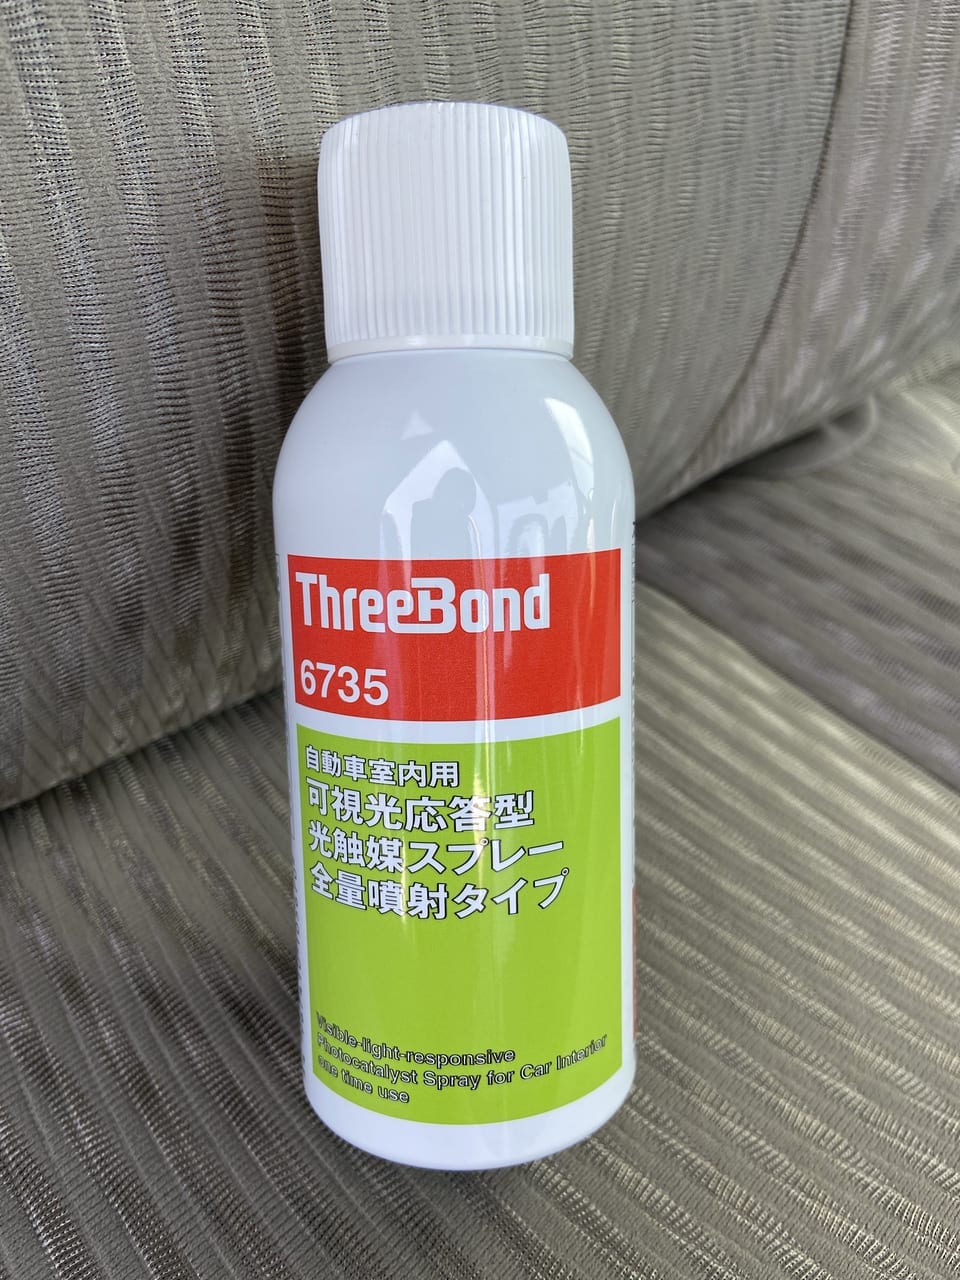 ThreeBond
6735
自動車室内用
可視光応答型
光触媒スプレー
全量噴射タイプ
Visible-light-responsive
Photocatalyst Spray for Car Interior
one time use